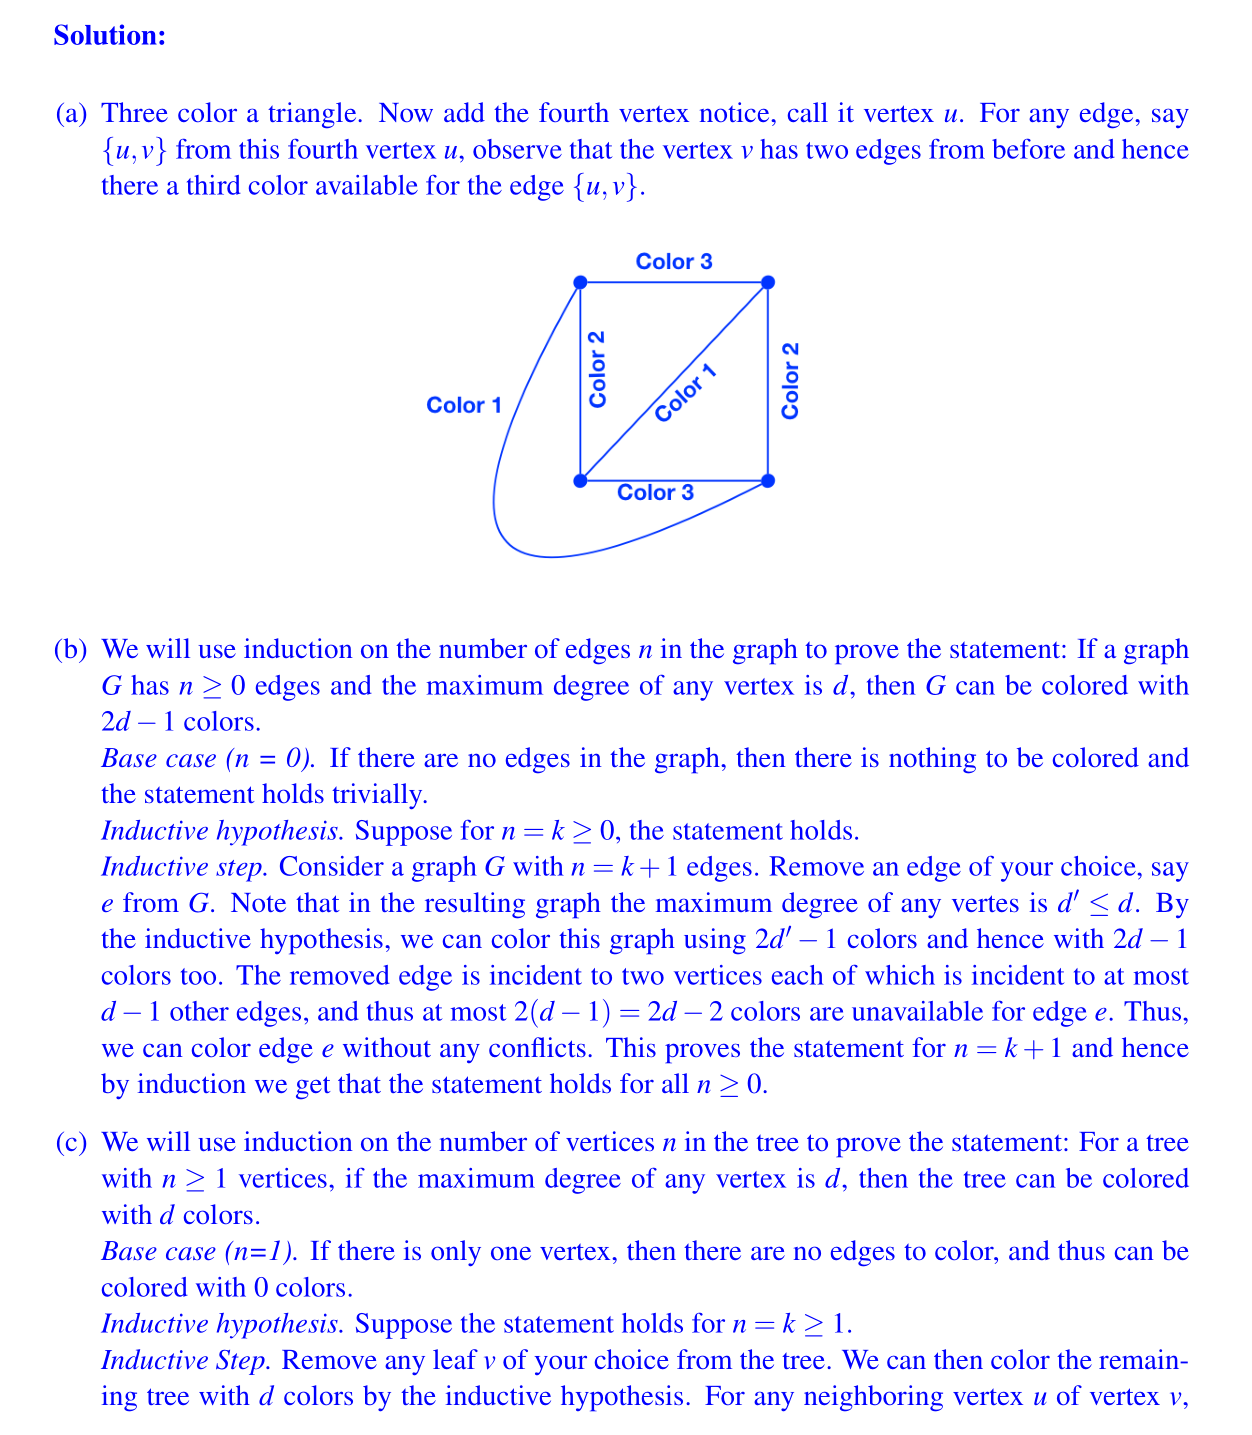 Solution:
(a) Three color a triangle. Now add the fourth vertex notice, call it vertex u. For any edge, say
{u,v} from this fourth vertex u, observe that the vertex v has two edges from before and hence
there a third color available for the edge {u,v}.
Color 3
Color 2
Color 2
Color 1
Color 1
Color 3
(b) We will use induction on the number of edges n in the graph to prove the statement: If a graph
G has n ≥ 0 edges and the maximum degree of any vertex is d, then G can be colored with
2d − 1 colors.
Base case (n = 0). If there are no edges in the graph, then there is nothing to be colored and
the statement holds trivially.
Inductive hypothesis. Suppose for n = k ≥ 0, the statement holds.
Inductive step. Consider a graph G with n = k + 1 edges. Remove an edge of your choice, say
e from G. Note that in the resulting graph the maximum degree of any vertes is d′ ≤ d. By
the inductive hypothesis, we can color this graph using 2d′ − 1 colors and hence with 2d − 1
colors too. The removed edge is incident to two vertices each of which is incident to at most
d − 1 other edges, and thus at most 2(d − 1) = 2d − 2 colors are unavailable for edge e. Thus,
we can color edge e without any conflicts. This proves the statement for n = k + 1 and hence
by induction we get that the statement holds for all n ≥ 0.
(c) We will use induction on the number of vertices n in the tree to prove the statement: For a tree
with n ≥ 1 vertices, if the maximum degree of any vertex is d, then the tree can be colored
with d colors.
Base case (n=1). If there is only one vertex, then there are no edges to color, and thus can be
colored with 0 colors.
Inductive hypothesis. Suppose the statement holds for n = k ≥ 1.
Inductive Step. Remove any leaf v of your choice from the tree. We can then color the remain-
ing tree with d colors by the inductive hypothesis. For any neighboring vertex u of vertex v,